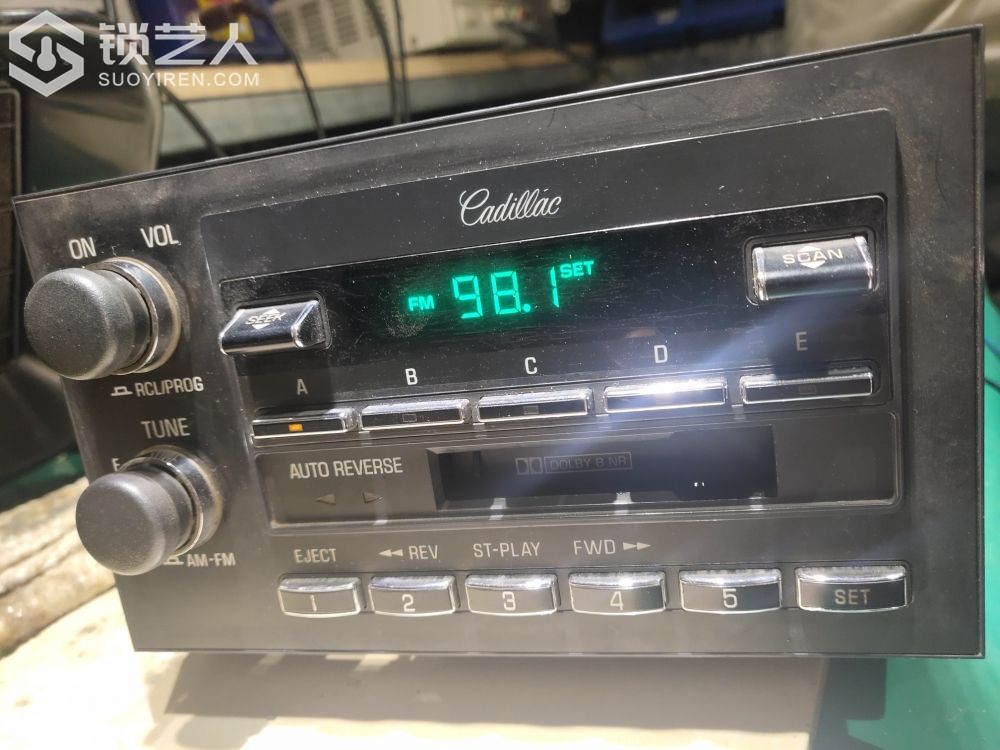 锁艺人
SUOYIREN.COM
Cadillac
ON VOL
FM 98.1 SET
SCAN
SEEK
RCL/PROG
A B C D E
TUNE
AUTO REVERSE
DOLBY B NR
AM-FM
EJECT ◄◄ REV ST-PLAY FWD ►►
1 2 3 4 5 SET